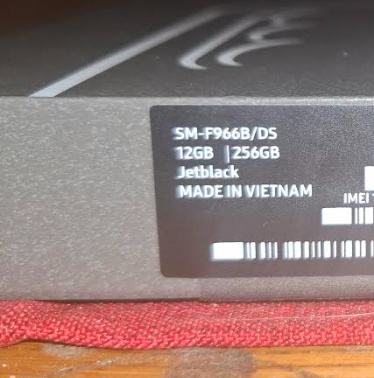 SM-F966B/DS
12GB | 256GB
Jetblack
MADE IN VIETNAM
IMEI